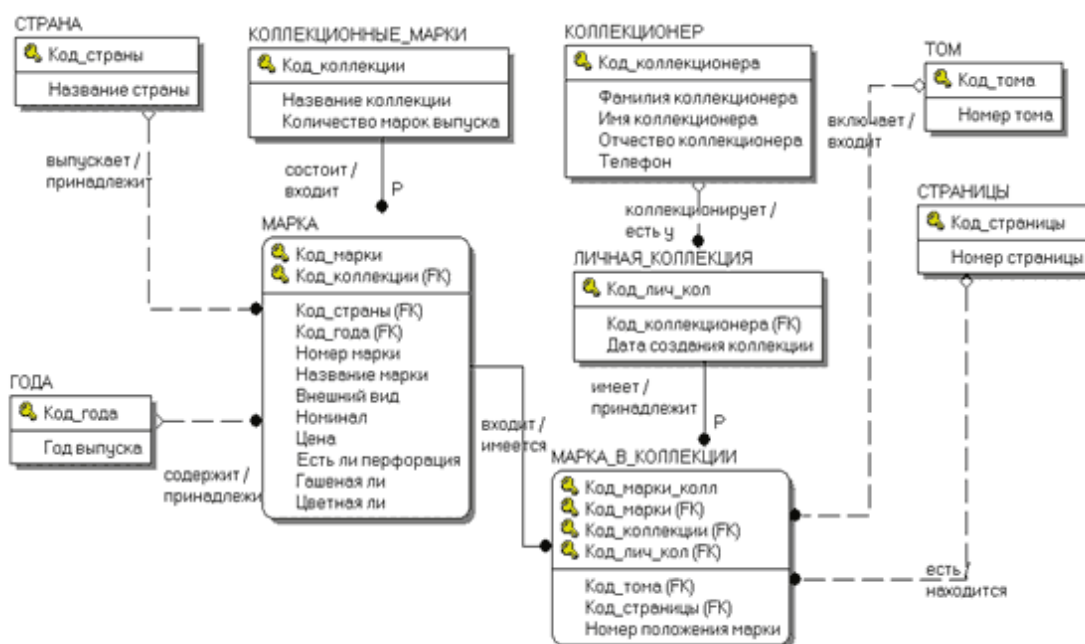 СТРАНА
Код_страны
Название страны
КОЛЛЕКЦИОННЫЕ_МАРКИ
Код_коллекции
Название коллекции
Количество марок выпуска
КОЛЛЕКЦИОНЕР
Код_коллекционера
Фамилия коллекционера
Имя коллекционера
Отчество коллекционера
Телефон
ТОМ
Код_тома
Номер тома
включает /
входит
выпускает /
принадлежит
состоит /
входит
P
коллекционирует /
есть у
СТРАНИЦЫ
Код_страницы
Номер страницы
МАРКА
Код_марки
Код_коллекции (FK)
Код_страны (FK)
Код_года (FK)
Номер марки
Название марки
Внешний вид
Номинал
Цена
Есть ли перфорация
Гашеная ли
Цветная ли
ЛИЧНАЯ_КОЛЛЕКЦИЯ
Код_лич_кол
Код_коллекционера (FK)
Дата создания коллекции
ГОДА
Код_года
Год выпуска
содержит /
принадлежи
входит /
имеется
имеет /
принадлежит
P
МАРКА_В_КОЛЛЕКЦИИ
Код_марки_колл
Код_марки (FK)
Код_коллекции (FK)
Код_лич_кол (FK)
Код_тома (FK)
Код_страницы (FK)
Номер положения марки
есть /
находится